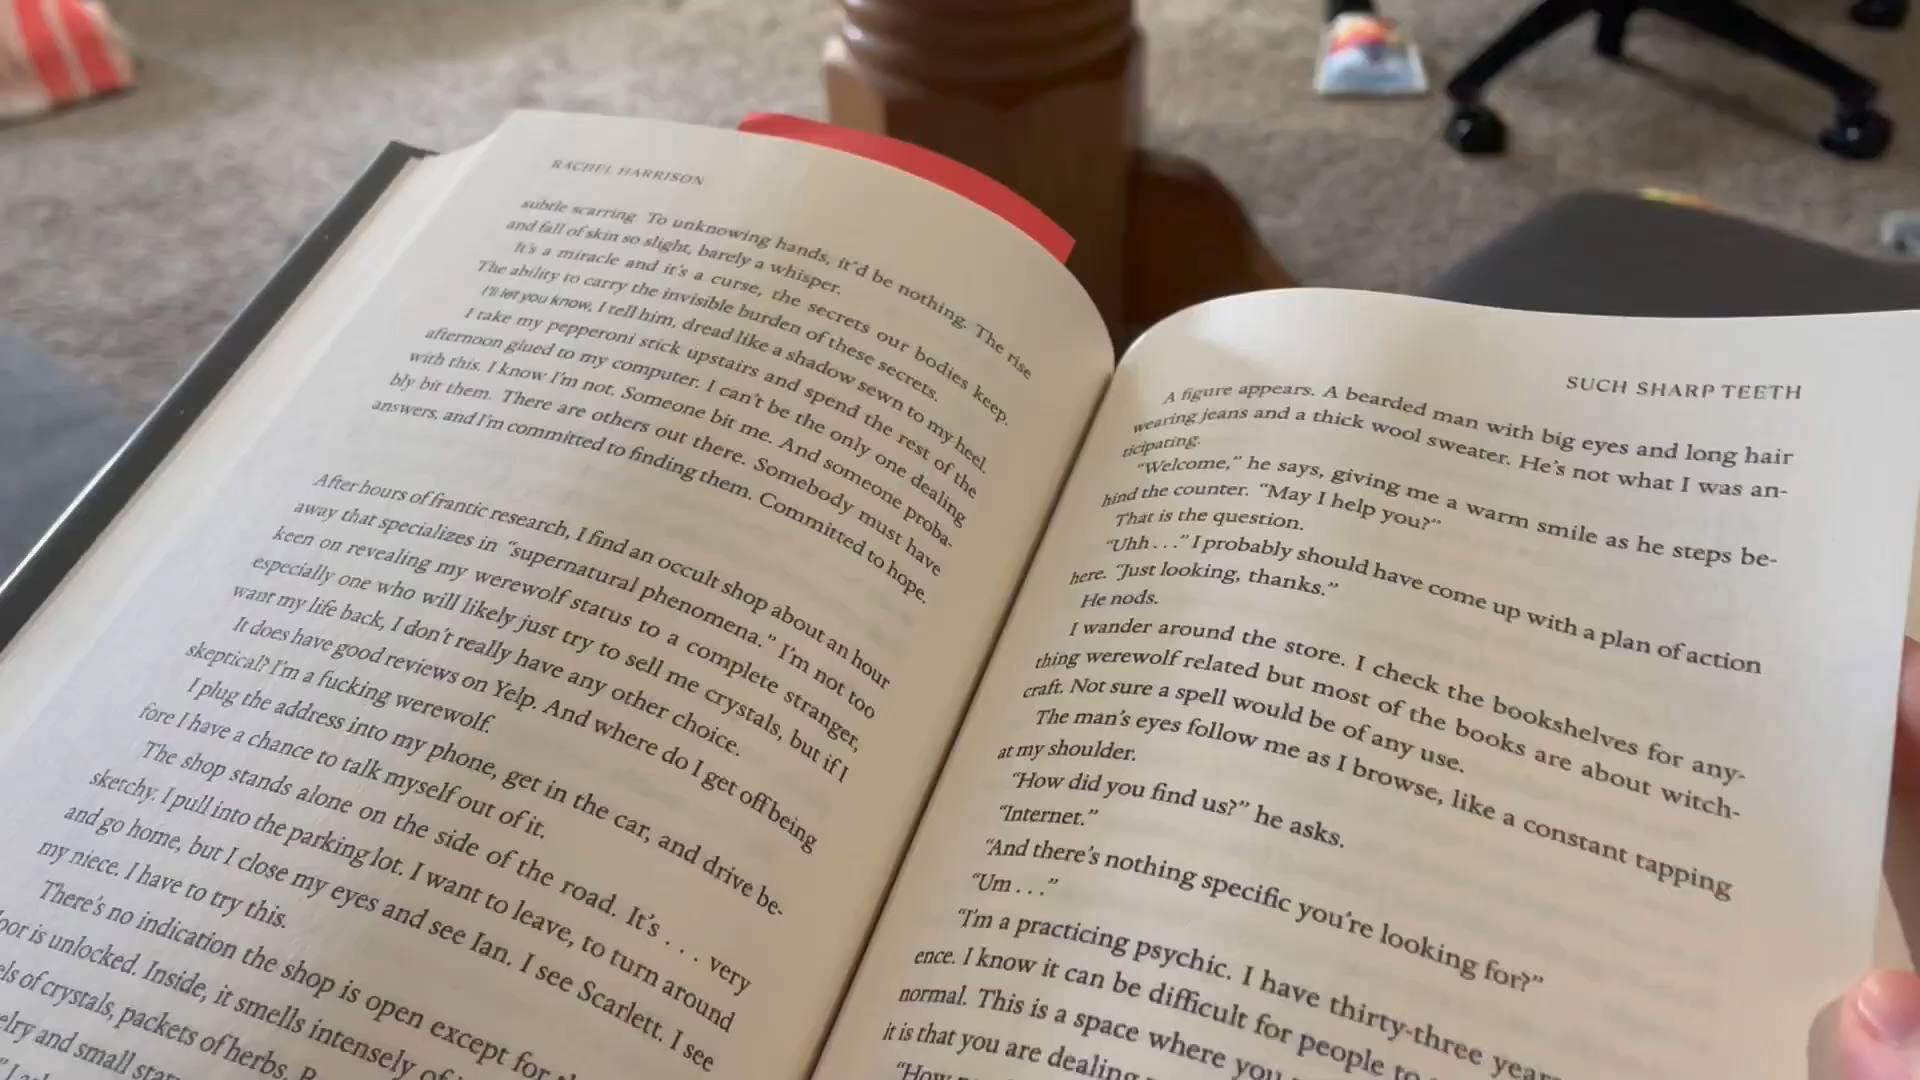 RACHEL HARRISON
subtle scarring. To unknowing hands, it'd be nothing. The rise
and fall of skin so slight, barely a whisper.
It's a miracle and it's a curse, the secrets our bodies keep.
The ability to carry the invisible burden of these secrets.
I'll let you know, I tell him, dread like a shadow sewn to my heel.
I take my pepperoni stick upstairs and spend the rest of the
afternoon glued to my computer. I can't be the only one dealing
with this. I know I'm not. Someone bit me. And someone proba-
bly bit them. There are others out there. Somebody must have
answers, and I'm committed to finding them. Committed to hope.
After hours of frantic research, I find an occult shop about an hour
away that specializes in "supernatural phenomena." I'm not too
keen on revealing my werewolf status to a complete stranger,
especially one who will likely just try to sell me crystals, but if I
want my life back, I don't really have any other choice.
It does have good reviews on Yelp. And where do I get off being
skeptical? I'm a fucking werewolf.
I plug the address into my phone, get in the car, and drive be-
fore I have a chance to talk myself out of it.
The shop stands alone on the side of the road. It's . . . very
sketchy. I pull into the parking lot. I want to leave, to turn around
and go home, but I close my eyes and see Ian. I see Scarlett. I see
my niece. I have to try this.
There's no indication the shop is open except for
oor is unlocked. Inside, it smells intensely of
els of crystals, packets of herbs.
elry and small
SUCH SHARP TEETH
A figure appears. A bearded man with big eyes and long hair
wearing jeans and a thick wool sweater. He's not what I was an-
ticipating.
"Welcome," he says, giving me a warm smile as he steps be-
hind the counter. "May I help you?"
That is the question.
"Uhh . . ." I probably should have come up with a plan of action
here. "Just looking, thanks."
He nods.
I wander around the store. I check the bookshelves for any-
thing werewolf related but most of the books are about witch-
craft. Not sure a spell would be of any use.
The man's eyes follow me as I browse, like a constant tapping
at my shoulder.
"How did you find us?" he asks.
"Internet."
"And there's nothing specific you're looking for?"
"Um . . ."
"I'm a practicing psychic. I have thirty-three years
ence. I know it can be difficult for people to
normal. This is a space where you
it is that you are dealing
"How